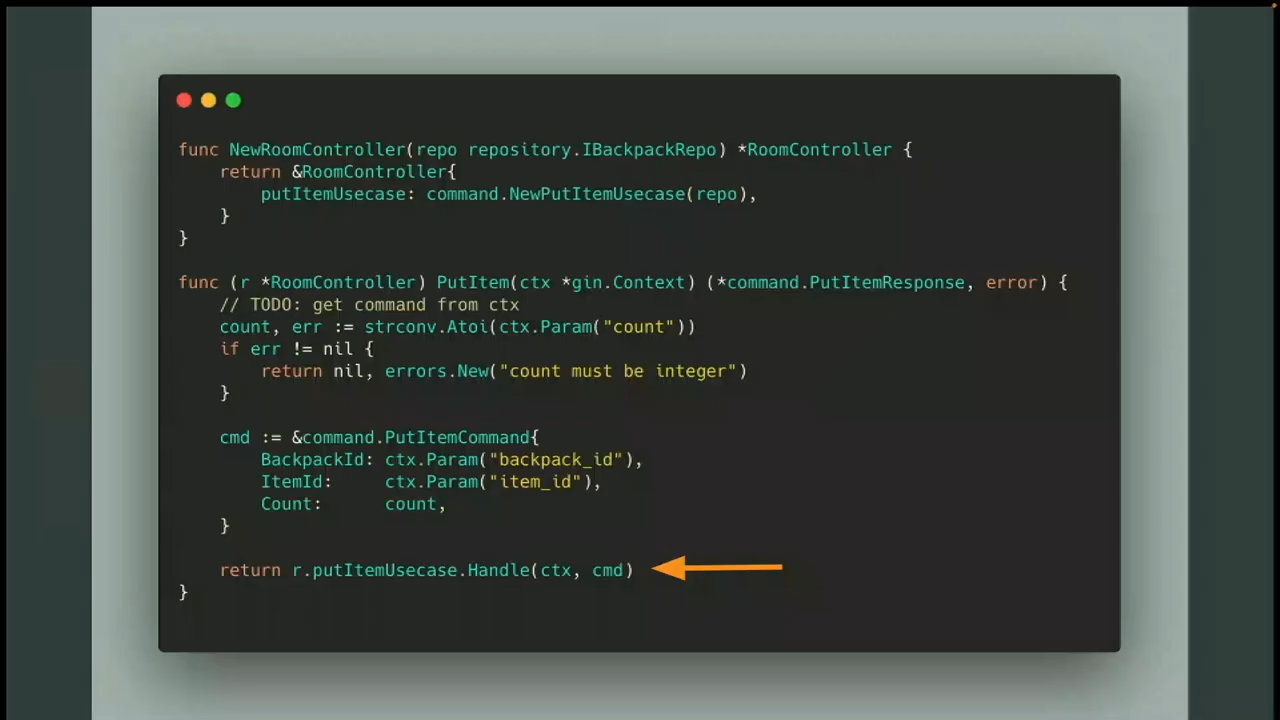 func NewRoomController(repo repository.IBackpackRepo) *RoomController {
    return &RoomController{
        putItemUsecase: command.NewPutItemUsecase(repo),
    }
}
func (r *RoomController) PutItem(ctx *gin.Context) (*command.PutItemResponse, error) {
    // TODO: get command from ctx
    count, err := strconv.Atoi(ctx.Param("count"))
    if err != nil {
        return nil, errors.New("count must be integer")
    }
    cmd := &command.PutItemCommand{
        BackpackId: ctx.Param("backpack_id"),
        ItemId:     ctx.Param("item_id"),
        Count:      count,
    }
    return r.putItemUsecase.Handle(ctx, cmd)
}